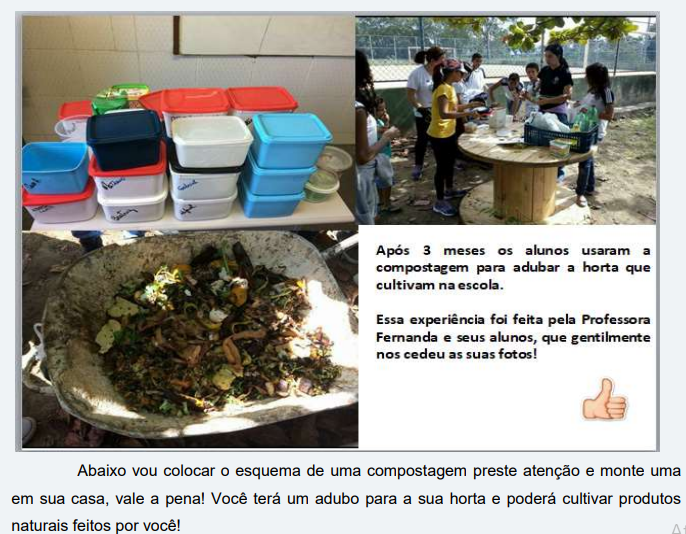 Após 3 meses os alunos usaram a
compostagem para adubar a horta que
cultivam na escola.
Essa experiência foi feita pela Professora
Fernanda e seus alunos, que gentilmente
nos cedeu as suas fotos!
Abaixo vou colocar o esquema de uma compostagem preste atenção e monte uma
em sua casa, vale a pena! Você terá um adubo para a sua horta e poderá cultivar produtos
naturais feitos por você!